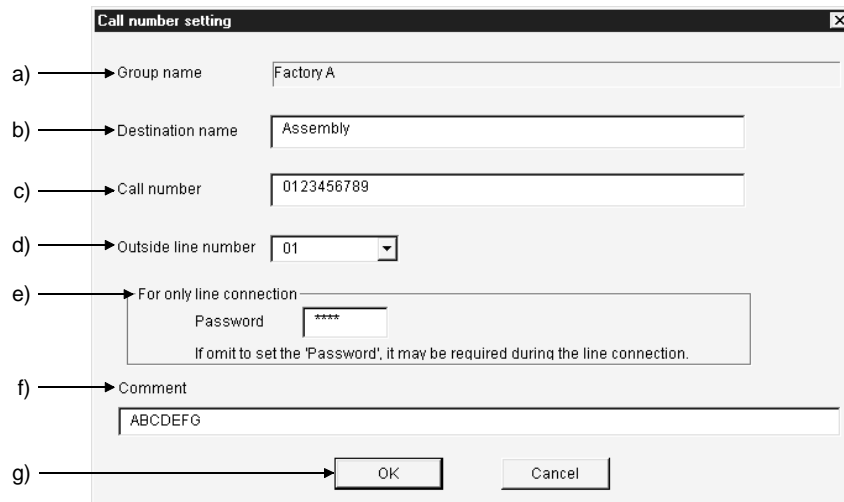 Call number setting
a) Group name Factory A
b) Destination name Assembly
c) Call number 0123456789
d) Outside line number 01
e) For only line connection
Password ****
If omit to set the 'Password', it may be required during the line connection.
f) Comment
ABCDEFG
g) OK Cancel